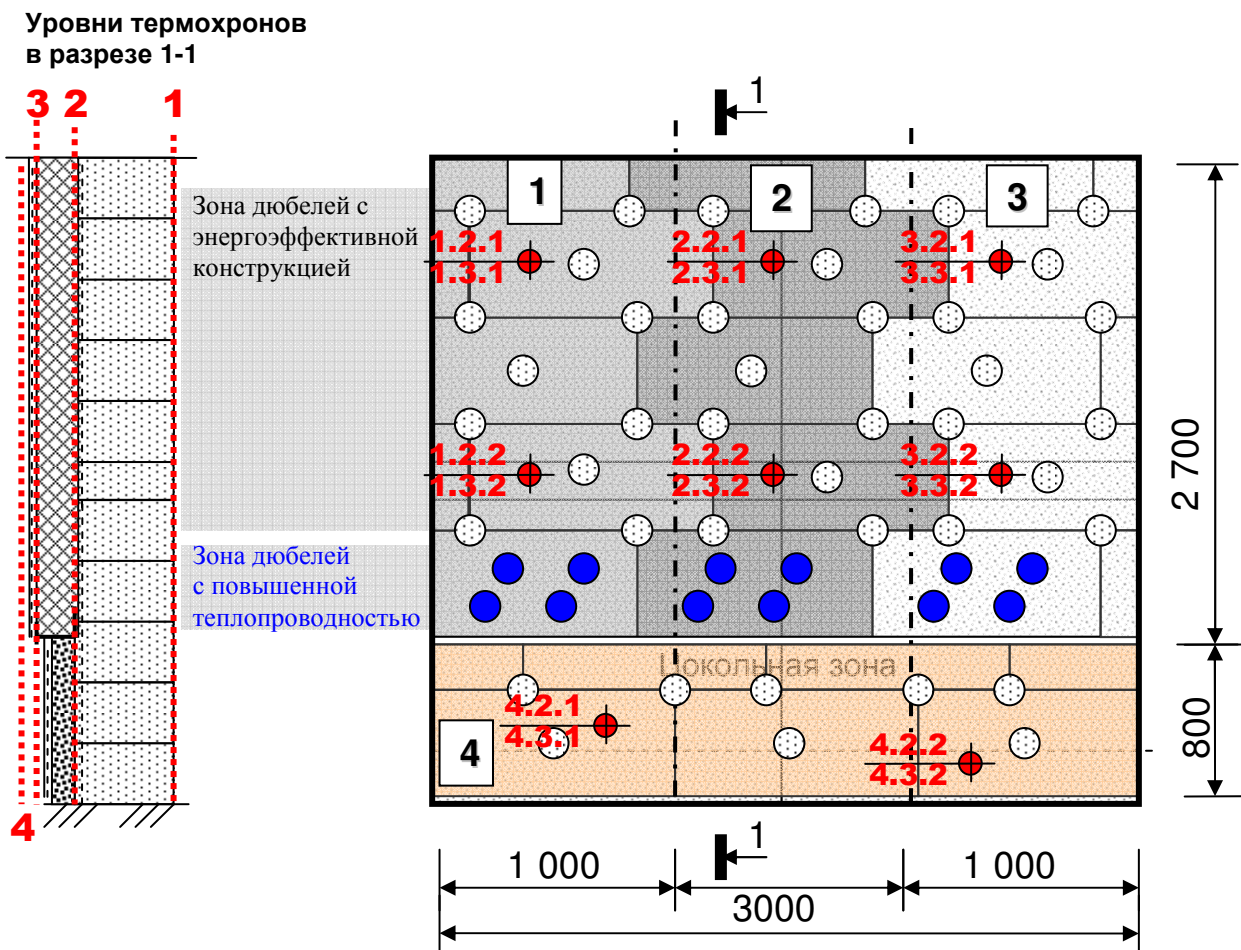 Уровни термохронов
в разрезе 1-1
3 2 1
1
Зона дюбелей с
энергоэффективной
конструкцией
1
2
3
1.2.1
1.3.1
2.2.1
2.3.1
3.2.1
3.3.1
1.2.2
1.3.2
2.2.2
2.3.2
3.2.2
3.3.2
2 700
Зона дюбелей
с повышенной
теплопроводностью
Цокольная зона
4.2.1
4.3.1
4
4.2.2
4.3.2
800
4
1
1 000
1 000
3000